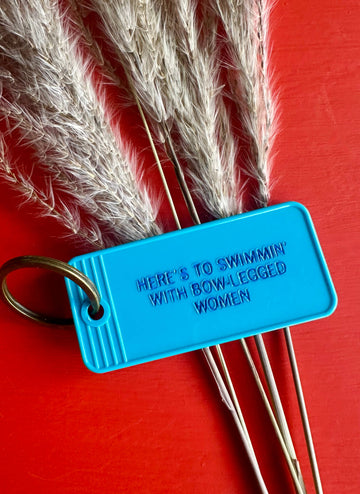 HERE'S TO SWIMMIN'
WITH BOW-LEGGED
WOMEN